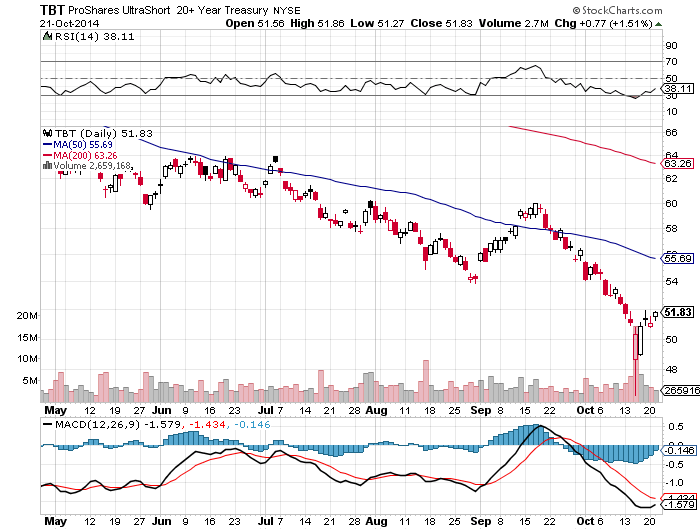 TBT ProShares UltraShort 20+ Year Treasury NYSE © StockCharts.com
21-Oct-2014 Open 51.56 High 51.86 Low 51.27 Close 51.83 Volume 2.7M Chg +0.77 (+1.51%)
RSI(14) 38.11
90
70
50
38.11
30
10
TBT (Daily) 51.83
MA(50) 55.69
MA(200) 63.26
Volume 2,659,168
66
64
63.26
62
60
58
56
55.69
54
51.83
50
48
20M
15M
10M
5M
2659168
May 12 19 27 Jun 9 16 23 Jul 7 14 21 28 Aug 11 18 25 Sep 8 15 22 Oct 6 13 20
MACD(12,26,9) -1.579, -1.434, -0.146
0.5
0.0
-0.146
-0.5
-1.0
-1.434
-1.579
May 12 19 27 Jun 9 16 23 Jul 7 14 21 28 Aug 11 18 25 Sep 8 15 22 Oct 6 13 20